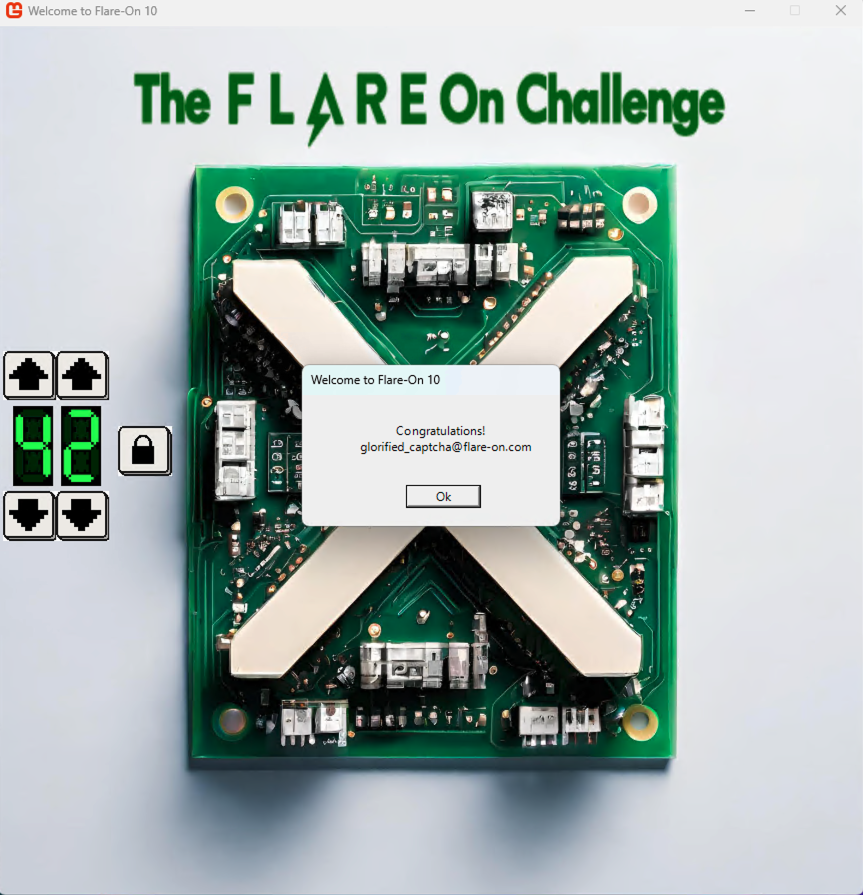 Welcome to Flare-On 10
The FLARE On Challenge
Welcome to Flare-On 10
Congratulations!
glorified_captcha@flare-on.com
42
Ok